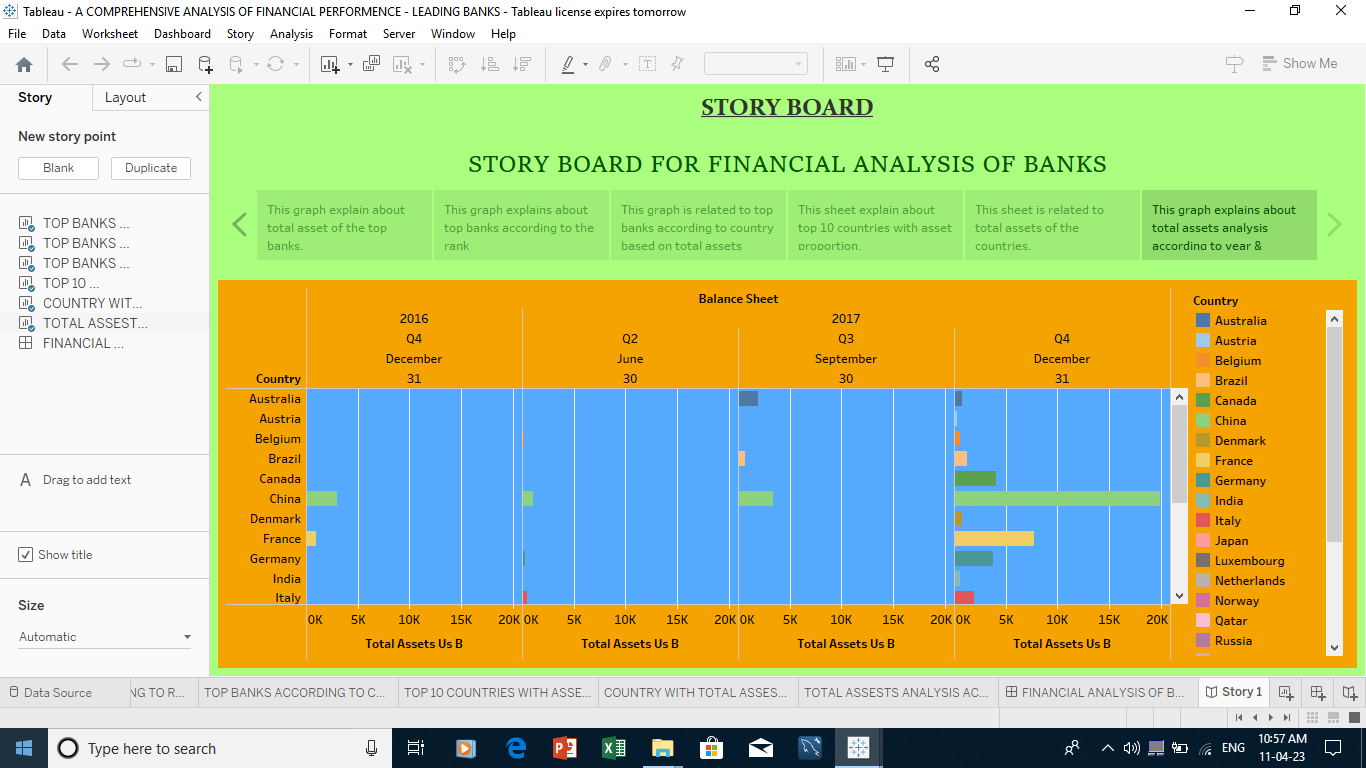 Tableau - A COMPREHENSIVE ANALYSIS OF FINANCIAL PERFORMENCE - LEADING BANKS - Tableau license expires tomorrow
File Data Worksheet Dashboard Story Analysis Format Server Window Help
Show Me
Story Layout
New story point
Blank Duplicate
TOP BANKS ...
TOP BANKS ...
TOP BANKS ...
TOP 10 ...
COUNTRY WIT...
TOTAL ASSEST...
FINANCIAL ...
A Drag to add text
Show title
Size
Automatic
STORY BOARD
STORY BOARD FOR FINANCIAL ANALYSIS OF BANKS
This graph explain about
total asset of the top
banks.
This graph explains about
top banks according to the
rank
This graph is related to top
banks according to country
based on total assets
This sheet explain about
top 10 countries with asset
proportion.
This sheet is related to
total assets of the
countries.
This graph explains about
total assets analysis
according to year &
Balance Sheet
2016 2017
Q4 Q2 Q3 Q4
December June September December
Country 31 30 30 31
Australia
Austria
Belgium
Brazil
Canada
China
Denmark
France
Germany
India
Italy
0K 5K 10K 15K 20K 0K 5K 10K 15K 20K 0K 5K 10K 15K 20K 0K 5K 10K 15K 20K
Total Assets Us B Total Assets Us B Total Assets Us B Total Assets Us B
Country
Australia
Austria
Belgium
Brazil
Canada
China
Denmark
France
Germany
India
Italy
Japan
Luxembourg
Netherlands
Norway
Qatar
Russia
Data Source NG TO R... TOP BANKS ACCORDING TO C... TOP 10 COUNTRIES WITH ASSE... COUNTRY WITH TOTAL ASSES... TOTAL ASSESTS ANALYSIS AC... FINANCIAL ANALYSIS OF B... Story 1
Type here to search
ENG
10:57 AM
11-04-23